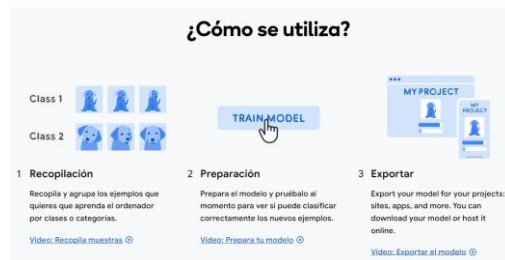 ¿Cómo se utiliza?
Class 1
Class 2
TRAIN MODEL
MY PROJECT
MY
PROJECT
1 Recopilación
Recopila y agrupa los ejemplos que
quieres que aprenda el ordenador
por clases o categorías.
Vídeo: Recopila muestras
2 Preparación
Prepara el modelo y pruébalo al
momento para ver si puede clasificar
correctamente los nuevos ejemplos.
Vídeo: Prepara tu modelo
3 Exportar
Export your model for your projects:
sites, apps, and more. You can
download your model or host it
online.
Vídeo: Exportar el modelo